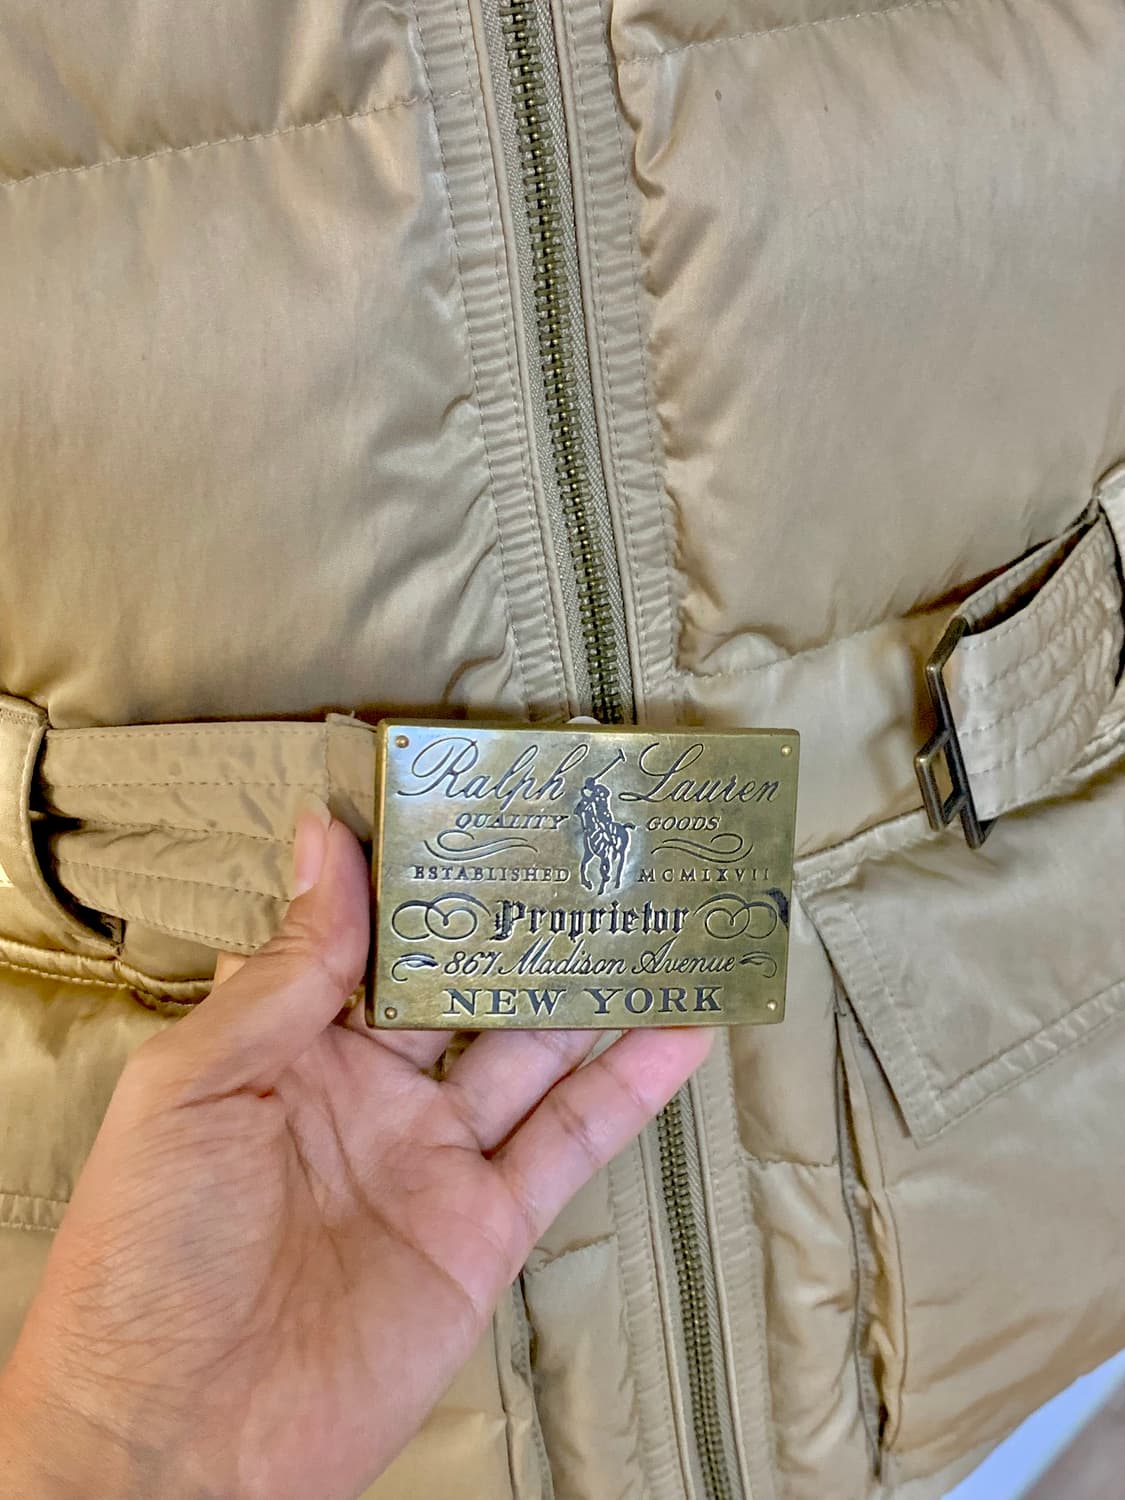 Ralph Lauren
QUALITY GOODS
ESTABLISHED MCMLXVII
Proprietor
867 Madison Avenue
NEW YORK